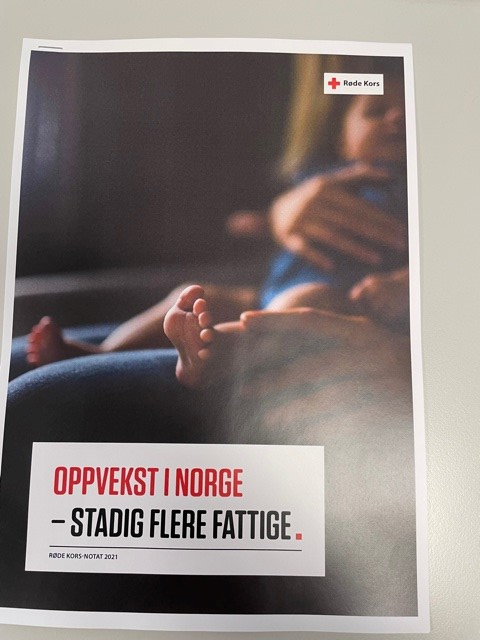 Røde Kors
OPPVEKST I NORGE
– STADIG FLERE FATTIGE.
RØDE KORS-NOTAT 2021